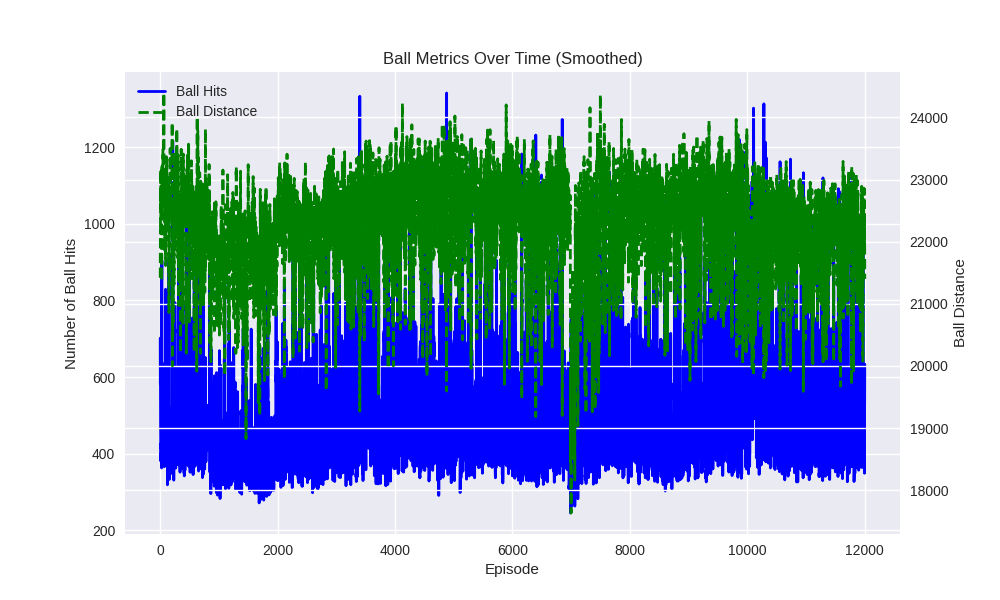 Ball Metrics Over Time (Smoothed)
Ball Hits
Ball Distance
Number of Ball Hits
1200
1000
800
600
400
200
24000
23000
22000
21000
20000
19000
18000
Ball Distance
0 2000 4000 6000 8000 10000 12000
Episode